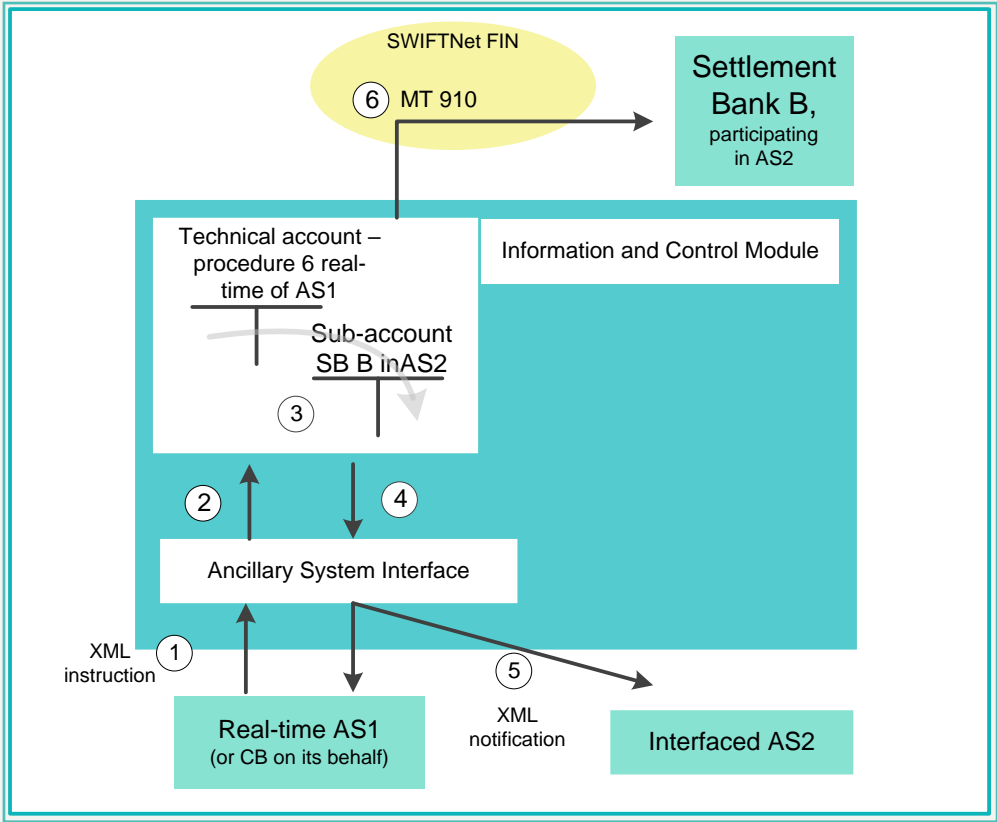 SWIFTNet FIN
6 MT 910
Settlement
Bank B,
participating
in AS2
Technical account –
procedure 6 real-
time of AS1
Information and Control Module
Sub-account
SB B inAS2
3
2
4
Ancillary System Interface
1
XML
instruction
5
XML
notification
Real-time AS1
(or CB on its behalf)
Interfaced AS2